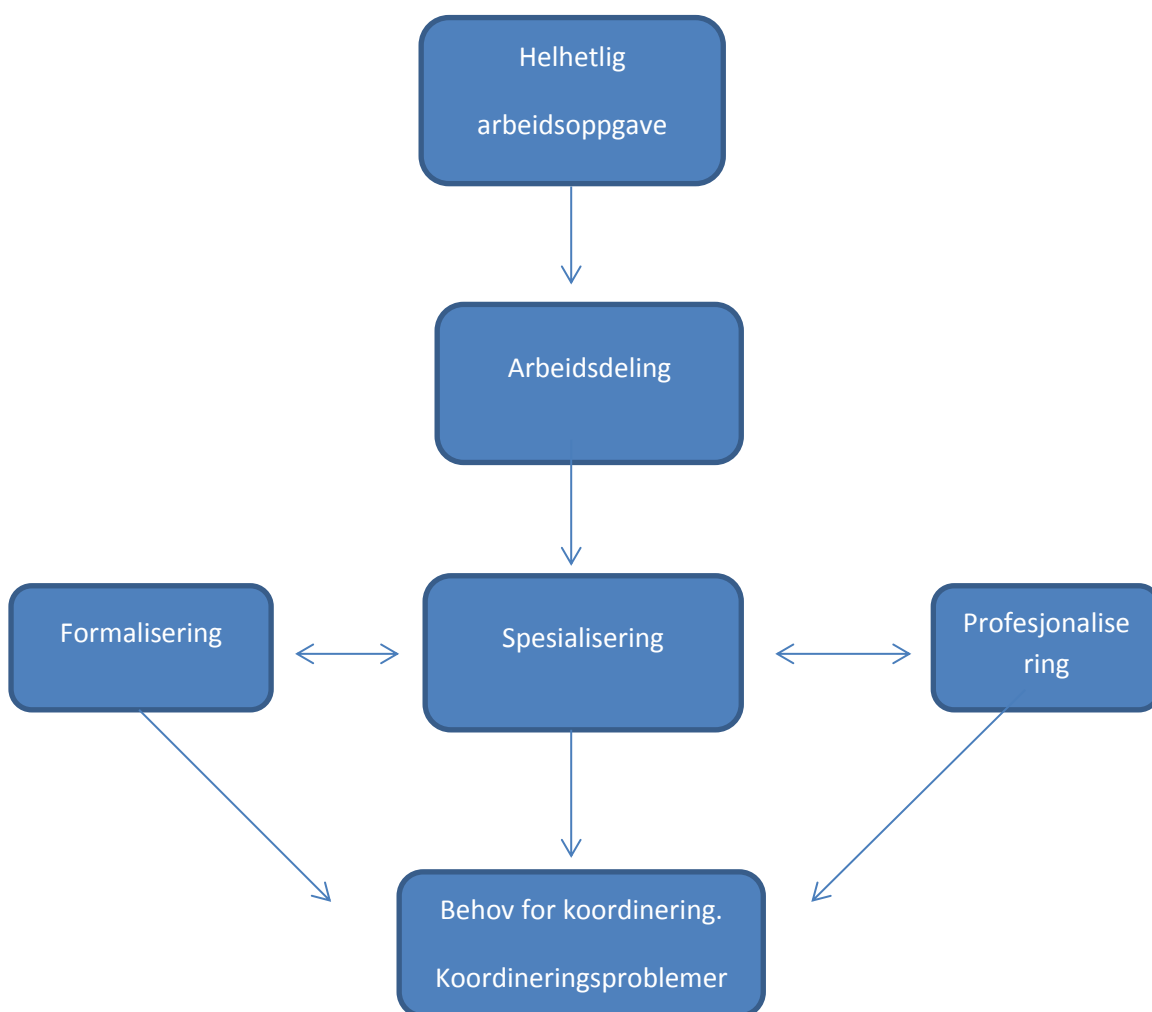 Helhetlig
arbeidsoppgave
Arbeidsdeling
Formalisering
Spesialisering
Profesjonalise
ring
Behov for koordinering.
Koordineringsproblemer